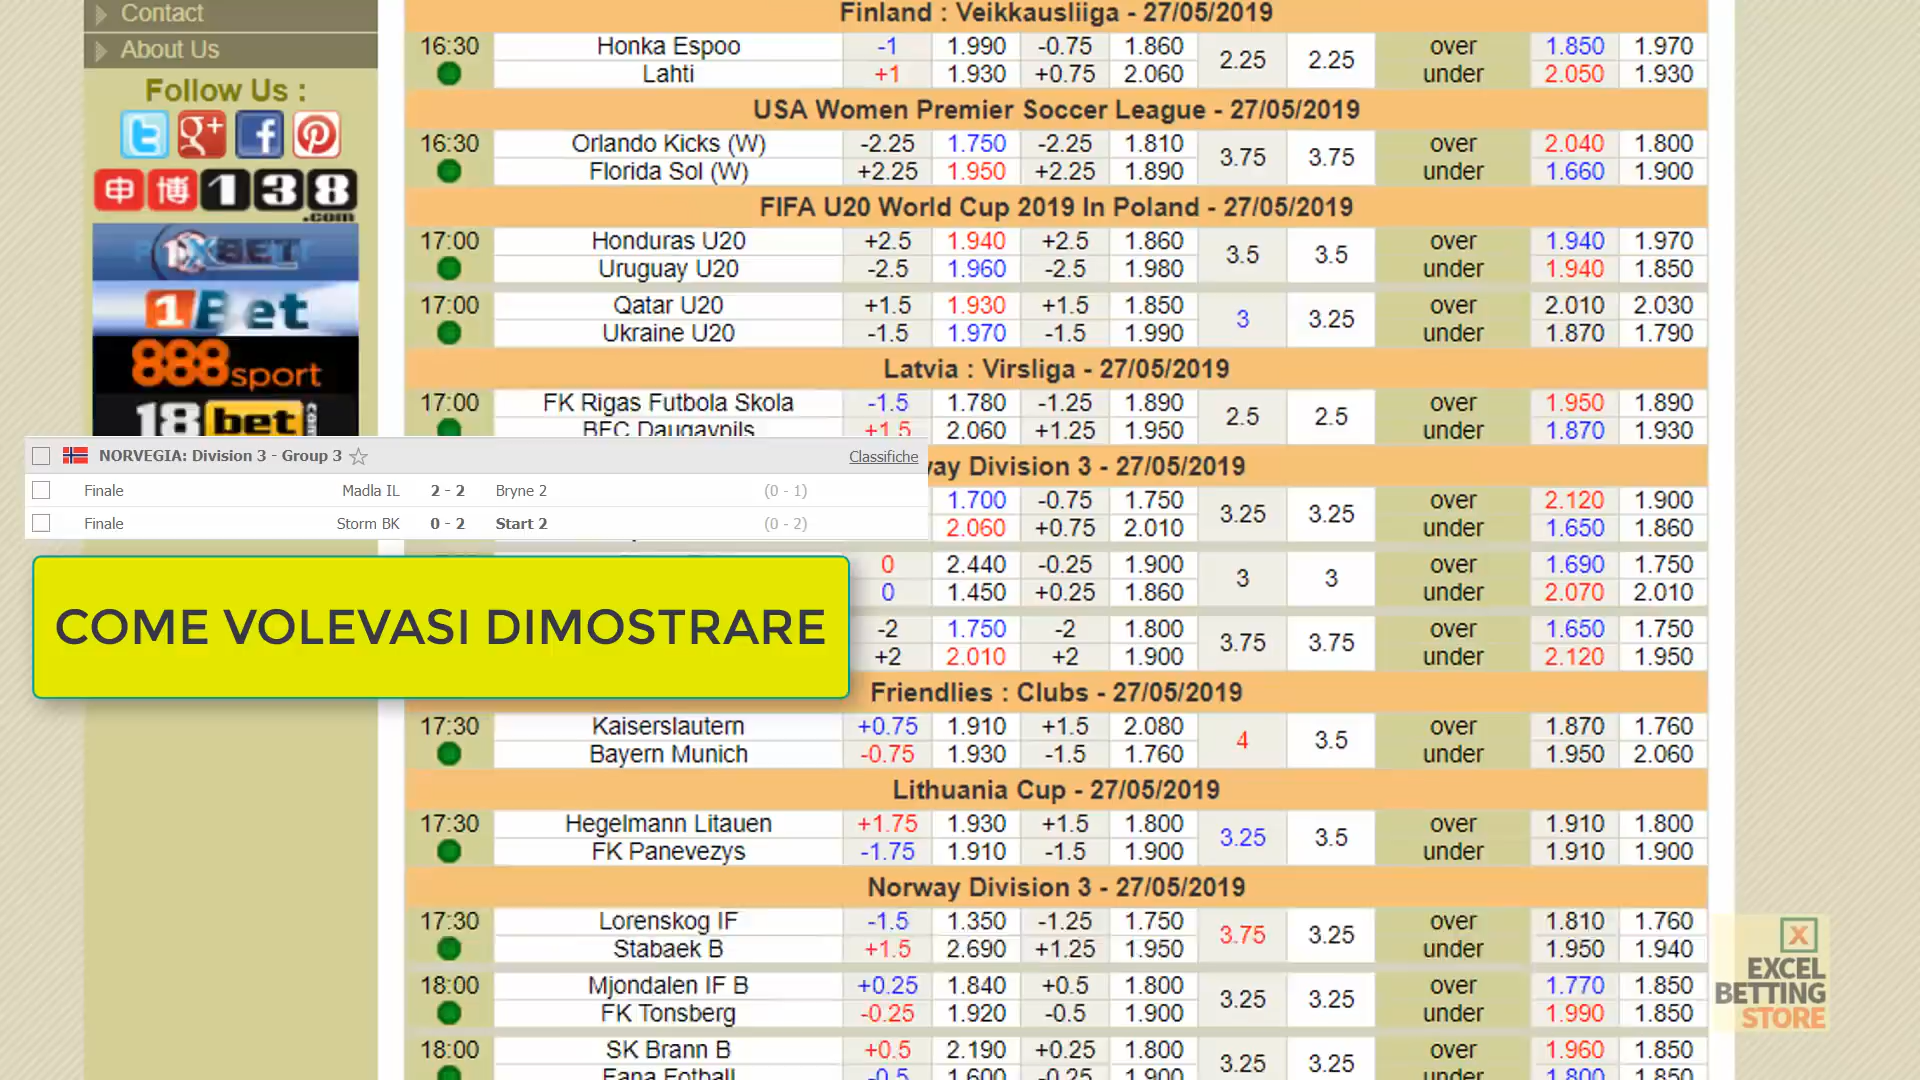 Contact
About Us
Follow Us :
申博138
.com
1XBET
1Bet
888sport
18bet
.com
Finland : Veikkausliiga - 27/05/2019
16:30 Honka Espoo -1 1.990 -0.75 1.860 2.25 2.25 over 1.850 1.970
Lahti +1 1.930 +0.75 2.060 under 2.050 1.930
USA Women Premier Soccer League - 27/05/2019
16:30 Orlando Kicks (W) -2.25 1.750 -2.25 1.810 3.75 3.75 over 2.040 1.800
Florida Sol (W) +2.25 1.950 +2.25 1.890 under 1.660 1.900
FIFA U20 World Cup 2019 In Poland - 27/05/2019
17:00 Honduras U20 +2.5 1.940 +2.5 1.860 3.5 3.5 over 1.940 1.970
Uruguay U20 -2.5 1.960 -2.5 1.980 under 1.940 1.850
17:00 Qatar U20 +1.5 1.930 +1.5 1.850 3 3.25 over 2.010 2.030
Ukraine U20 -1.5 1.970 -1.5 1.990 under 1.870 1.790
Latvia : Virsliga - 27/05/2019
17:00 FK Rigas Futbola Skola -1.5 1.780 -1.25 1.890 2.5 2.5 over 1.950 1.890
BFC Daugavpils +1.5 2.060 +1.25 1.950 under 1.870 1.930
NORVEGIA: Division 3 - Group 3 Classifiche
Finale Madla IL 2 - 2 Bryne 2 (0 - 1)
Finale Storm BK 0 - 2 Start 2 (0 - 2)
COME VOLEVASI DIMOSTRARE
way Division 3 - 27/05/2019
1.700 -0.75 1.750 3.25 3.25 over 2.120 1.900
2.060 +0.75 2.010 under 1.650 1.860
0 2.440 -0.25 1.900 3 3 over 1.690 1.750
0 1.450 +0.25 1.860 under 2.070 2.010
-2 1.750 -2 1.800 3.75 3.75 over 1.650 1.750
+2 2.010 +2 1.900 under 2.120 1.950
Friendlies : Clubs - 27/05/2019
17:30 Kaiserslautern +0.75 1.910 +1.5 2.080 4 3.5 over 1.870 1.760
Bayern Munich -0.75 1.930 -1.5 1.760 under 1.950 2.060
Lithuania Cup - 27/05/2019
17:30 Hegelmann Litauen +1.75 1.930 +1.5 1.800 3.25 3.5 over 1.910 1.800
FK Panevezys -1.75 1.910 -1.5 1.900 under 1.910 1.900
Norway Division 3 - 27/05/2019
17:30 Lorenskog IF -1.5 1.350 -1.25 1.750 3.75 3.25 over 1.810 1.760
Stabaek B +1.5 2.690 +1.25 1.950 under 1.950 1.940
18:00 Mjondalen IF B +0.25 1.840 +0.5 1.800 3.25 3.25 over 1.770 1.850
FK Tonsberg -0.25 1.920 -0.5 1.900 under 1.990 1.850
18:00 SK Brann B +0.5 2.190 +0.25 1.800 3.25 3.25 over 1.960 1.850
Fana Fotball -0.5 1.600 -0.25 1.900 under 1.800 1.850
EXCEL
BETTING
STORE